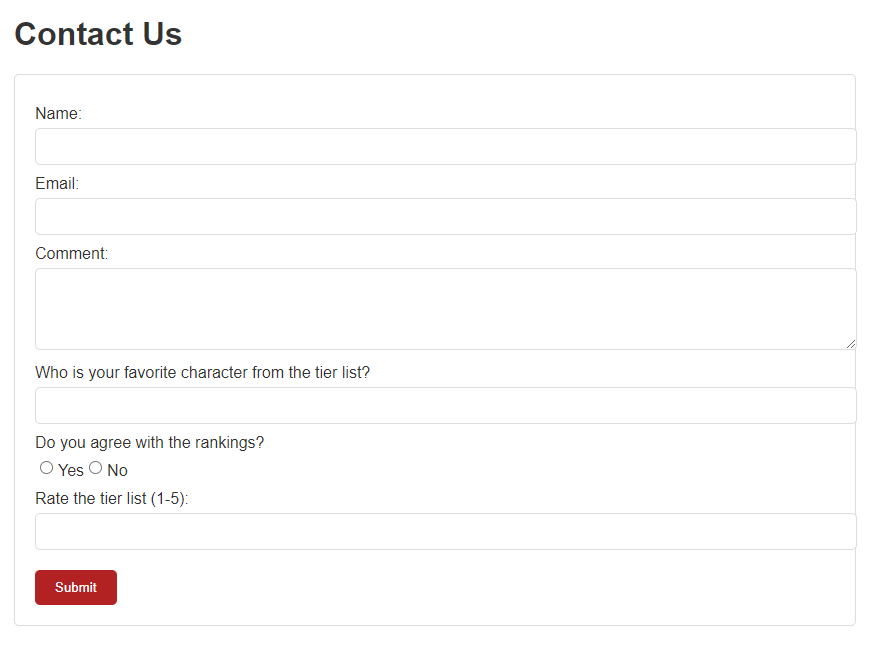 Contact Us
Name:
Email:
Comment:
Who is your favorite character from the tier list?
Do you agree with the rankings?
Yes No
Rate the tier list (1-5):
Submit